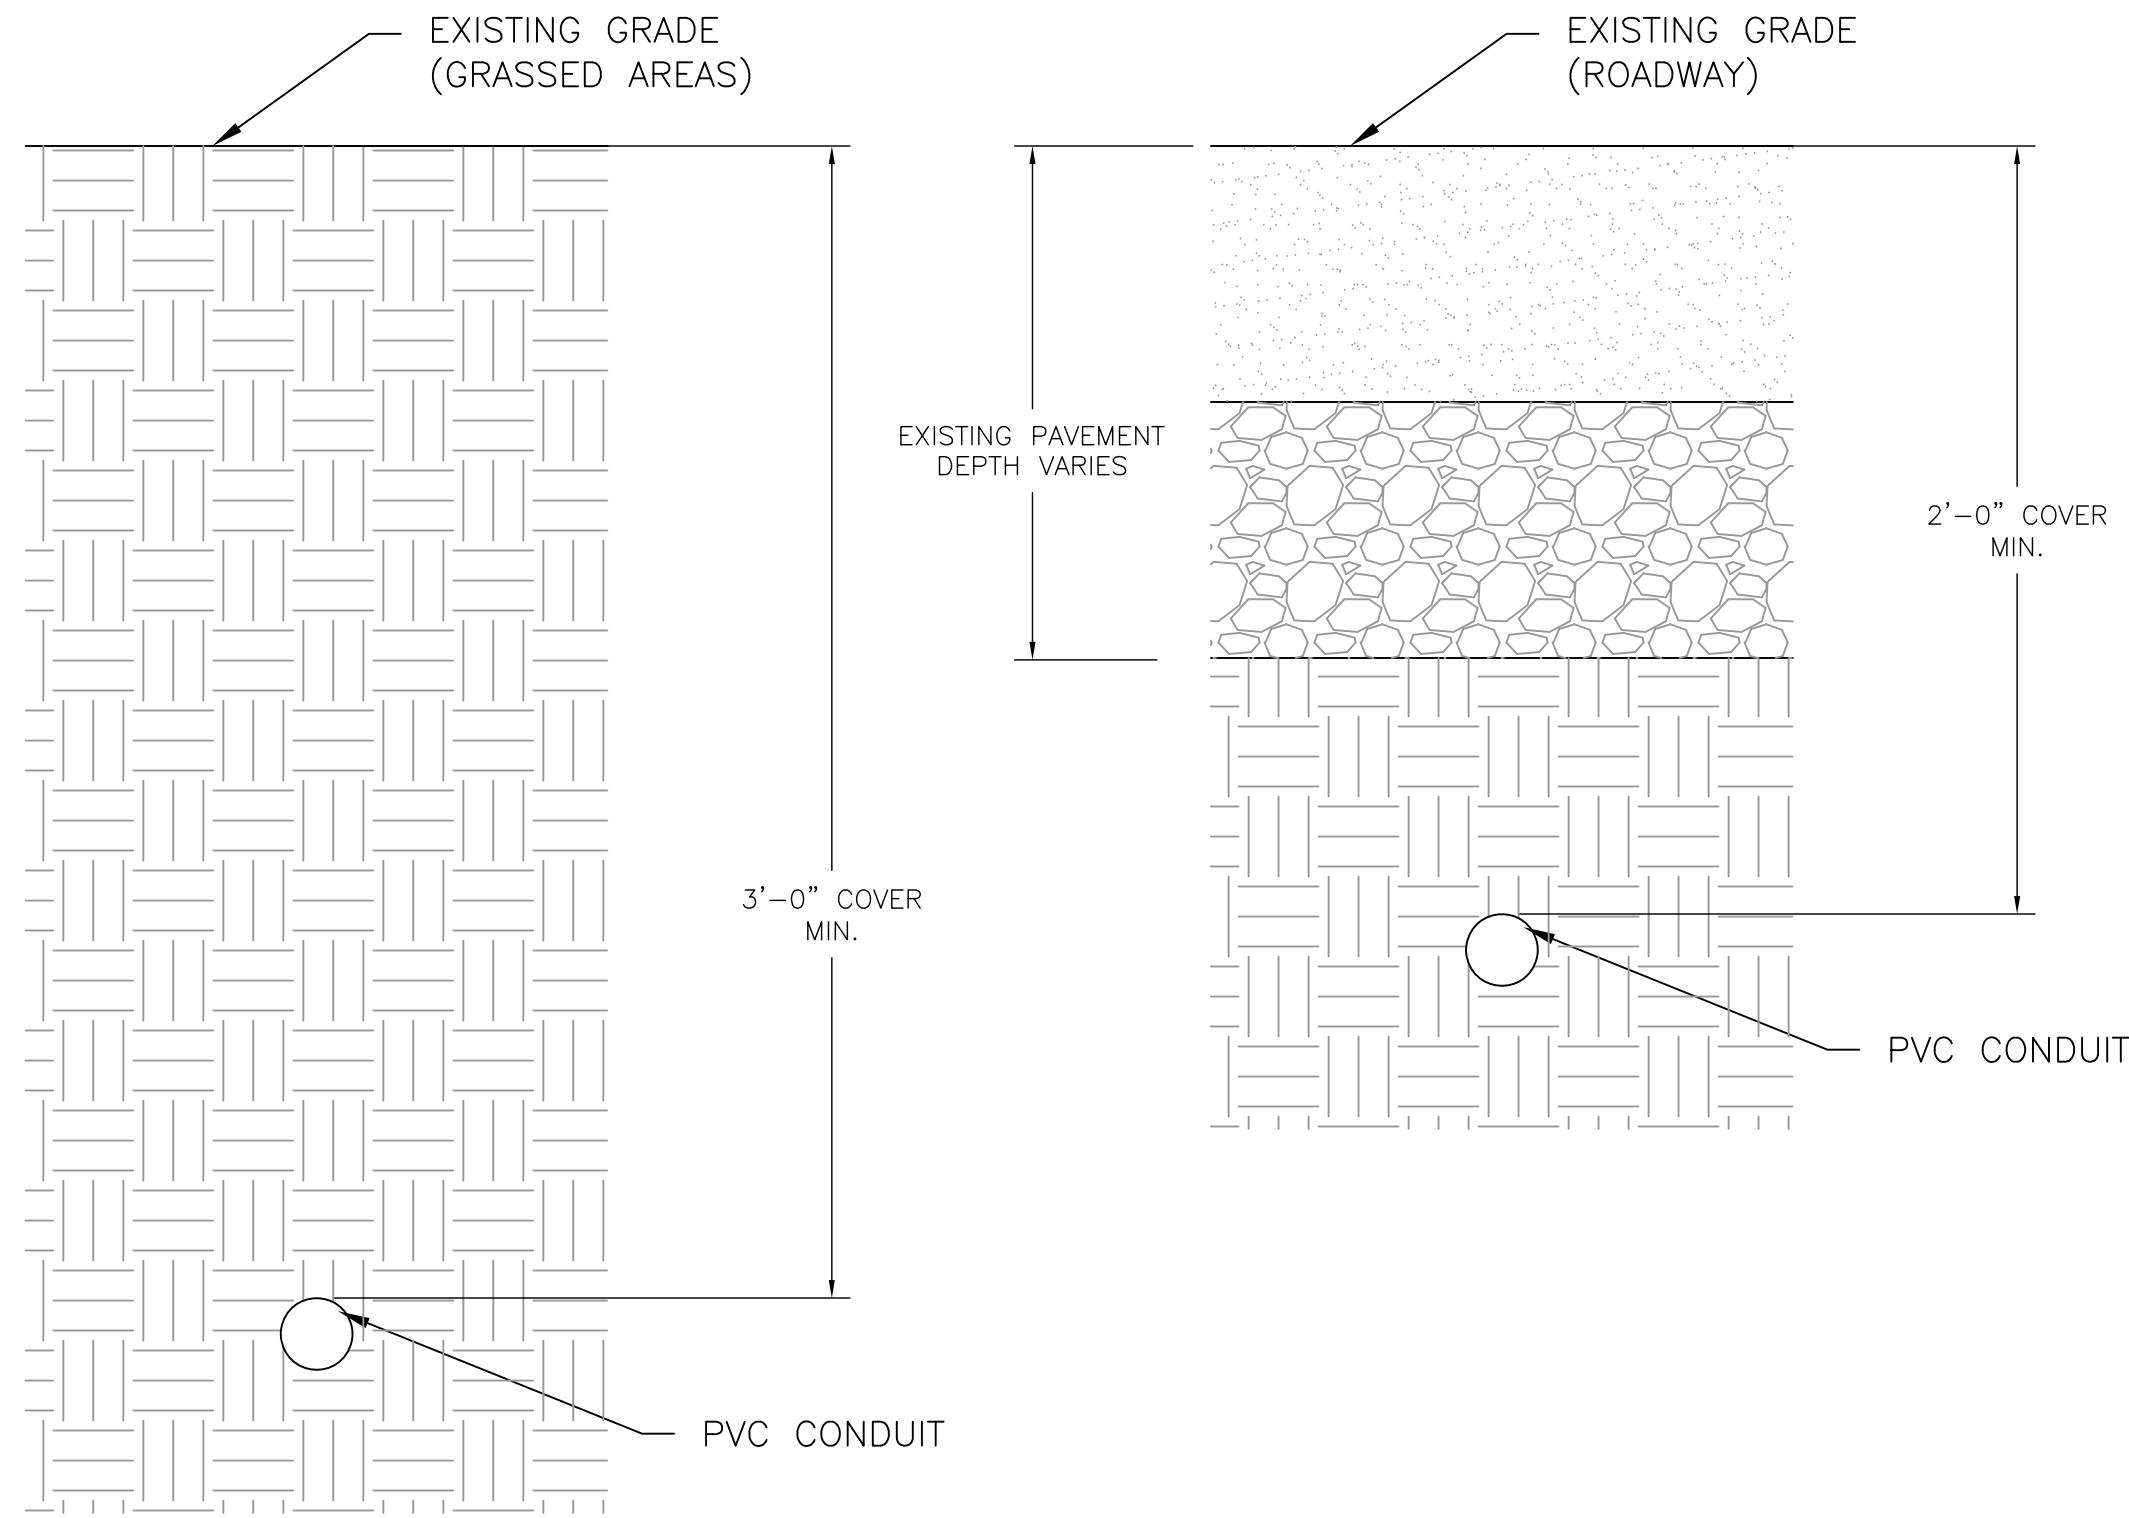 EXISTING GRADE
(GRASSED AREAS)
3'-0" COVER
MIN.
PVC CONDUIT
EXISTING GRADE
(ROADWAY)
EXISTING PAVEMENT
DEPTH VARIES
2'-0" COVER
MIN.
PVC CONDUIT